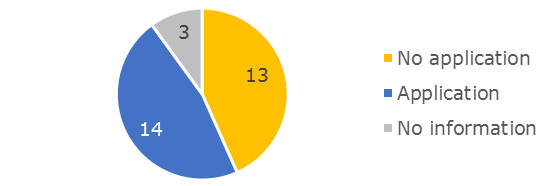 3
13
14
No application
Application
No information